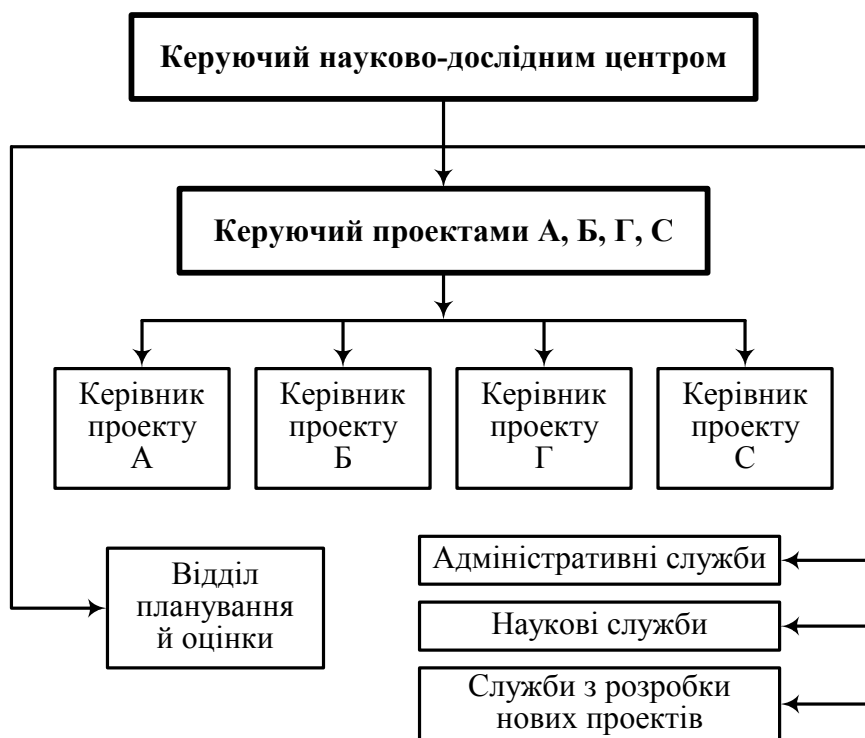 Керуючий науково-дослідним центром
Керуючий проектами А, Б, Г, С
Керівник
проекту
А
Керівник
проекту
Б
Керівник
проекту
Г
Керівник
проекту
С
Відділ
планування
й оцінки
Адміністративні служби
Наукові служби
Служби з розробки
нових проектів